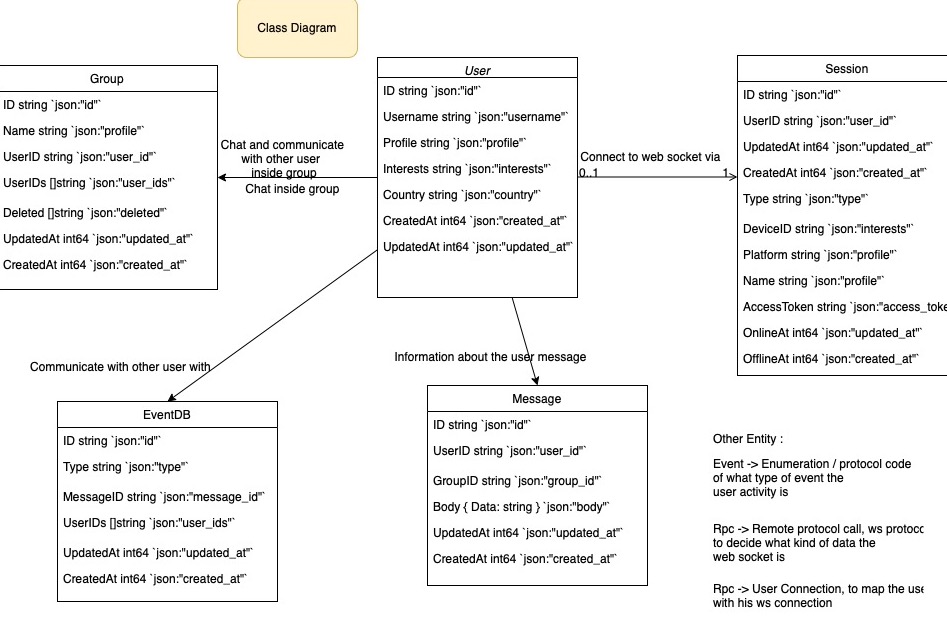 Class Diagram
Group
ID string `json:"id"`
Name string `json:"profile"`
UserID string `json:"user_id"`
UserIDs []string `json:"user_ids"`
Deleted []string `json:"deleted"`
UpdatedAt int64 `json:"updated_at"`
CreatedAt int64 `json:"created_at"`
Chat and communicate
with other user
inside group
Chat inside group
User
ID string `json:"id"`
Username string `json:"username"`
Profile string `json:"profile"`
Interests string `json:"interests"`
Country string `json:"country"`
CreatedAt int64 `json:"created_at"`
UpdatedAt int64 `json:"updated_at"`
Connect to web socket via
0..1
1
Session
ID string `json:"id"`
UserID string `json:"user_id"`
UpdatedAt int64 `json:"updated_at"`
CreatedAt int64 `json:"created_at"`
Type string `json:"type"`
DeviceID string `json:"interests"`
Platform string `json:"profile"`
Name string `json:"profile"`
AccessToken string `json:"access_toke
OnlineAt int64 `json:"updated_at"`
OfflineAt int64 `json:"created_at"`
Communicate with other user with
Information about the user message
EventDB
ID string `json:"id"`
Type string `json:"type"`
MessageID string `json:"message_id"`
UserIDs []string `json:"user_ids"`
UpdatedAt int64 `json:"updated_at"`
CreatedAt int64 `json:"created_at"`
Message
ID string `json:"id"`
UserID string `json:"user_id"`
GroupID string `json:"group_id"`
Body { Data: string } `json:"body"`
UpdatedAt int64 `json:"updated_at"`
CreatedAt int64 `json:"created_at"`
Other Entity :
Event -> Enumeration / protocol code
of what type of event the
user activity is
Rpc -> Remote protocol call, ws protoco
to decide what kind of data the
web socket is
Rpc -> User Connection, to map the use
with his ws connection